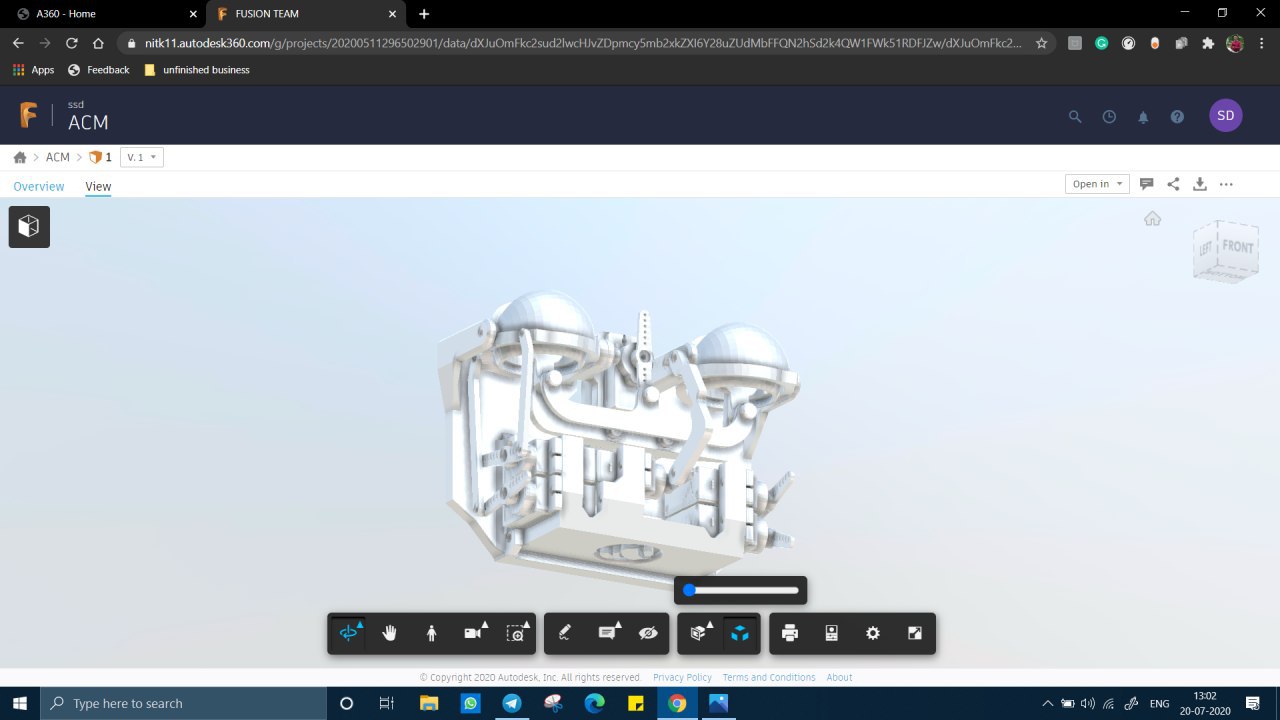 A360 - Home
FUSION TEAM
nitk11.autodesk360.com/g/projects/20200511296502901/data/dXJuOmFkc2sud2lwcHJvZDpmcy5mb2xkZXI6Y28uZUdMbFFQN2hSd2k4QW1FWk51RDFJZw/dXJuOmFkc2...
Apps
Feedback
unfinished business
ssd
ACM
SD
ACM
1
V. 1
Overview
View
Open in
LEFT
FRONT
BOTTOM
© Copyright 2020 Autodesk, Inc. All rights reserved.
Privacy Policy
Terms and Conditions
About
Type here to search
ENG
13:02
20-07-2020